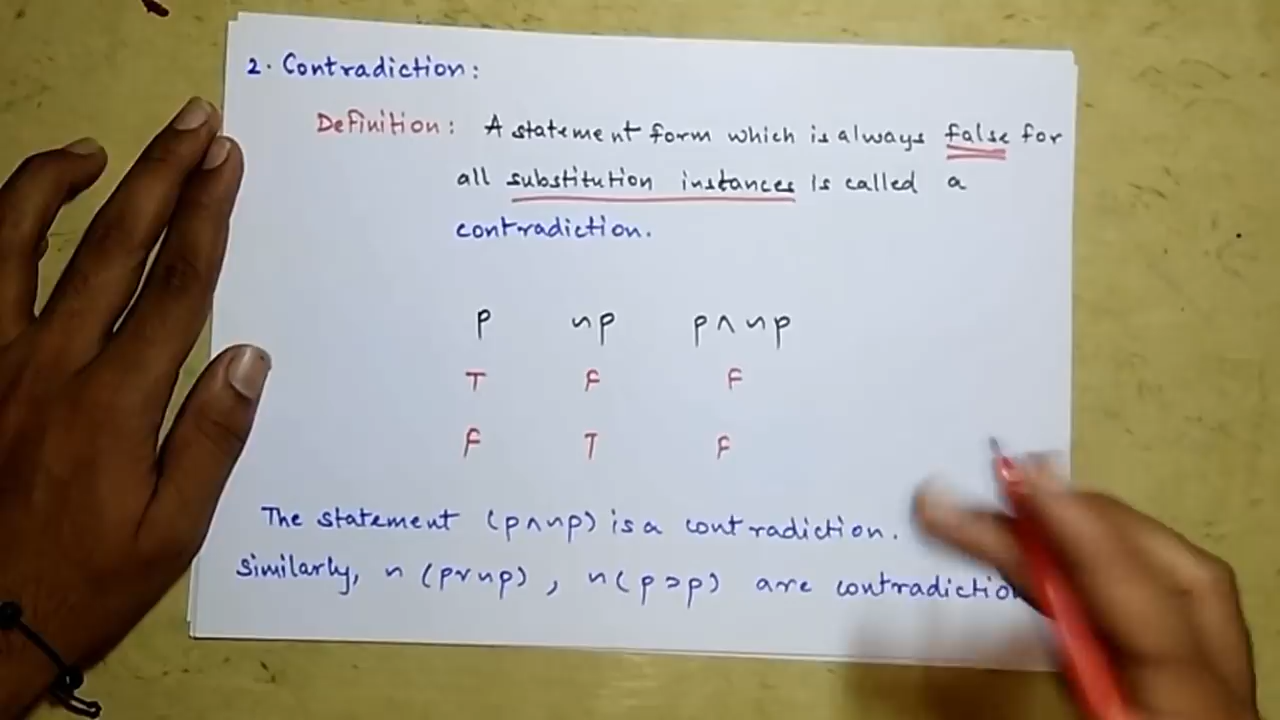 2. Contradiction:
Definition: A statement form which is always false for
all substitution instances is called a
contradiction.
p ~p p ∧ ~p
T F F
F T F
The statement (p ∧ ~p) is a contradiction.
similarly, ~ (p ∨ ~p), ~ (p ⊃ p) are contradictio